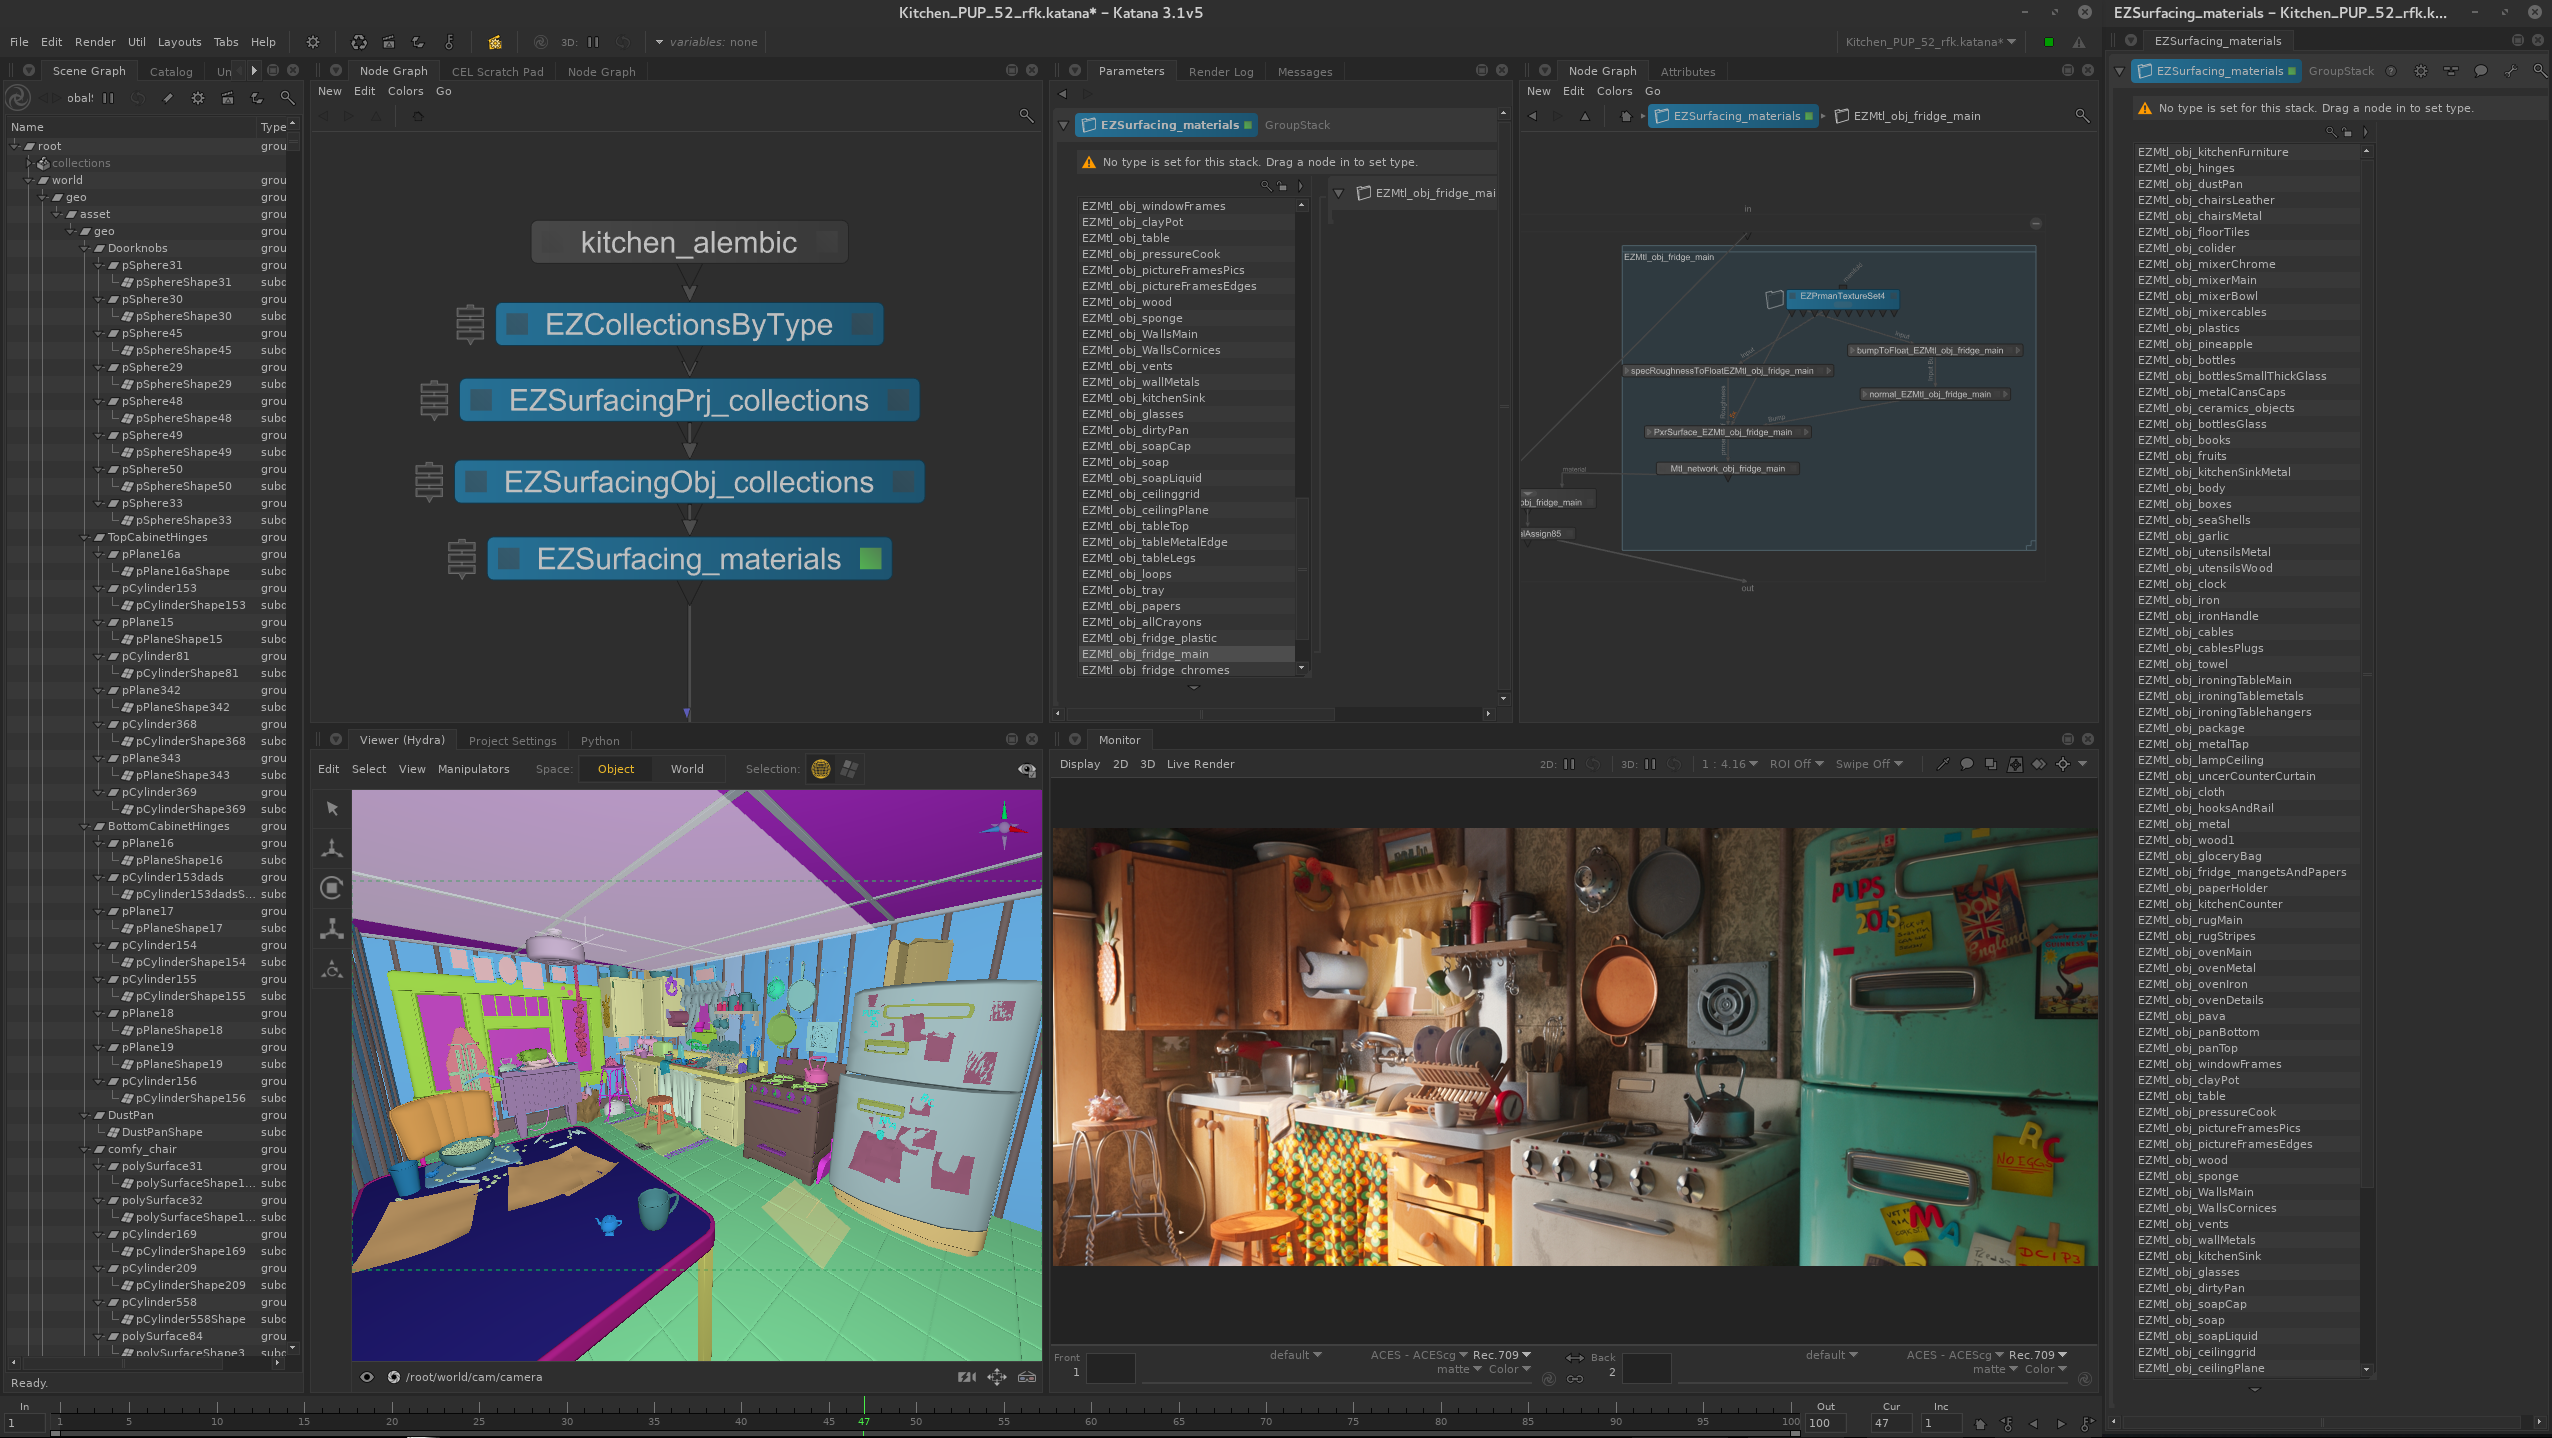 Kitchen_PUP_52_rfk.katana* – Katana 3.1v5
EZSurfacing_materials – Kitchen_PUP_52_rfk.k...
File Edit Render Util Layouts Tabs Help
3D:
variables: none
Kitchen_PUP_52_rfk.katana*
Scene Graph Catalog Un
Name Type
root grou
collections
world grou
geo grou
asset grou
geo grou
Doorknobs grou
pSphere31 grou
pSphereShape31 subd
pSphere30 grou
pSphereShape30 subd
pSphere45 grou
pSphereShape45 subd
pSphere29 grou
pSphereShape29 subd
pSphere48 grou
pSphereShape48 subd
pSphere49 grou
pSphereShape49 subd
pSphere50 grou
pSphereShape50 subd
pSphere33 grou
pSphereShape33 subd
TopCabinetHinges grou
pPlane16a grou
pPlane16aShape subd
pCylinder153 grou
pCylinderShape153 subd
pPlane15 grou
pPlaneShape15 subd
pCylinder81 grou
pCylinderShape81 subd
pPlane342 grou
pPlaneShape342 subd
pCylinder368 grou
pCylinderShape368 subd
pPlane343 grou
pPlaneShape343 subd
pCylinder369 grou
pCylinderShape369 subd
BottomCabinetHinges grou
pPlane16 grou
pPlaneShape16 subd
pCylinder153dads grou
pCylinder153dadsS... subd
pPlane17 grou
pPlaneShape17 subd
pCylinder154 grou
pCylinderShape154 subd
pCylinder155 grou
pCylinderShape155 subd
pPlane18 grou
pPlaneShape18 subd
pPlane19 grou
pPlaneShape19 subd
pCylinder156 grou
pCylinderShape156 subd
DustPan grou
DustPanShape subd
comfy_chair grou
polySurface31 grou
polySurfaceShape1... subd
polySurface32 grou
polySurfaceShape1... subd
pCylinder169 grou
pCylinderShape169 subd
pCylinder209 grou
pCylinderShape209 subd
pCylinder558 grou
pCylinder558Shape subd
polySurface84 grou
polySurfaceShape3 subd
Ready.
Node Graph CEL Scratch Pad Node Graph
New Edit Colors Go
kitchen_alembic
EZCollectionsByType
EZSurfacingPrj_collections
EZSurfacingObj_collections
EZSurfacing_materials
Parameters Render Log Messages
EZSurfacing_materials GroupStack
No type is set for this stack. Drag a node in to set type.
EZMtl_obj_fridge_mai
EZMtl_obj_windowFrames
EZMtl_obj_clayPot
EZMtl_obj_table
EZMtl_obj_pressureCook
EZMtl_obj_pictureFramesPics
EZMtl_obj_pictureFramesEdges
EZMtl_obj_wood
EZMtl_obj_sponge
EZMtl_obj_WallsMain
EZMtl_obj_WallsCornices
EZMtl_obj_vents
EZMtl_obj_wallMetals
EZMtl_obj_kitchenSink
EZMtl_obj_glasses
EZMtl_obj_dirtyPan
EZMtl_obj_soapCap
EZMtl_obj_soap
EZMtl_obj_soapLiquid
EZMtl_obj_ceilinggrid
EZMtl_obj_ceilingPlane
EZMtl_obj_tableTop
EZMtl_obj_tableMetalEdge
EZMtl_obj_tableLegs
EZMtl_obj_loops
EZMtl_obj_tray
EZMtl_obj_papers
EZMtl_obj_allCrayons
EZMtl_obj_fridge_plastic
EZMtl_obj_fridge_main
EZMtl_obj_fridge_chromes
Node Graph Attributes
New Edit Colors Go
EZSurfacing_materials EZMtl_obj_fridge_main
in
EZMtl_obj_fridge_main
EZPrmanTextureSet4
input
input
bumpToFloat_EZMtl_obj_fridge_main
specRoughnessToFloatEZMtl_obj_fridge_main
normal_EZMtl_obj_fridge_main
PxrSurface_EZMtl_obj_fridge_main
Mtl_network_obj_fridge_main
material
obj_fridge_main
alAssign85
out
Viewer (Hydra) Project Settings Python
Edit Select View Manipulators Space: Object World Selection:
/root/world/cam/camera
Monitor
Display 2D 3D Live Render
2D: 3D: 1 : 4.16 ROI Off Swipe Off
PUPS
2015
LONDON
England
RC
NO EGGS
MA
DCIP3
Front 1 default ACES - ACEScg Rec.709
matte Color
Back 2 default ACES - ACEScg Rec.709
matte Color
In 1
1 5 10 15 20 25 30 35 40 45 47 50 55 60 65 70 75 80 85 90 95 100
Out 100 Cur 47 Inc 1
EZSurfacing_materials
EZSurfacing_materials GroupStack
No type is set for this stack. Drag a node in to set type.
EZMtl_obj_kitchenFurniture
EZMtl_obj_hinges
EZMtl_obj_dustPan
EZMtl_obj_chairsLeather
EZMtl_obj_chairsMetal
EZMtl_obj_floorTiles
EZMtl_obj_colider
EZMtl_obj_mixerChrome
EZMtl_obj_mixerMain
EZMtl_obj_mixerBowl
EZMtl_obj_mixercables
EZMtl_obj_plastics
EZMtl_obj_pineapple
EZMtl_obj_bottles
EZMtl_obj_bottlesSmallThickGlass
EZMtl_obj_metalCansCaps
EZMtl_obj_ceramics_objects
EZMtl_obj_bottlesGlass
EZMtl_obj_books
EZMtl_obj_fruits
EZMtl_obj_kitchenSinkMetal
EZMtl_obj_body
EZMtl_obj_boxes
EZMtl_obj_seaShells
EZMtl_obj_garlic
EZMtl_obj_utensilsMetal
EZMtl_obj_utensilsWood
EZMtl_obj_clock
EZMtl_obj_iron
EZMtl_obj_ironHandle
EZMtl_obj_cables
EZMtl_obj_cablesPlugs
EZMtl_obj_towel
EZMtl_obj_ironingTableMain
EZMtl_obj_ironingTablemetals
EZMtl_obj_ironingTablehangers
EZMtl_obj_package
EZMtl_obj_metalTap
EZMtl_obj_lampCeiling
EZMtl_obj_uncerCounterCurtain
EZMtl_obj_cloth
EZMtl_obj_hooksAndRail
EZMtl_obj_metal
EZMtl_obj_wood1
EZMtl_obj_gloceryBag
EZMtl_obj_fridge_mangetsAndPapers
EZMtl_obj_paperHolder
EZMtl_obj_kitchenCounter
EZMtl_obj_rugMain
EZMtl_obj_rugStripes
EZMtl_obj_ovenMain
EZMtl_obj_ovenMetal
EZMtl_obj_ovenIron
EZMtl_obj_ovenDetails
EZMtl_obj_pava
EZMtl_obj_panBottom
EZMtl_obj_panTop
EZMtl_obj_windowFrames
EZMtl_obj_clayPot
EZMtl_obj_table
EZMtl_obj_pressureCook
EZMtl_obj_pictureFramesPics
EZMtl_obj_pictureFramesEdges
EZMtl_obj_wood
EZMtl_obj_sponge
EZMtl_obj_WallsMain
EZMtl_obj_WallsCornices
EZMtl_obj_vents
EZMtl_obj_wallMetals
EZMtl_obj_kitchenSink
EZMtl_obj_glasses
EZMtl_obj_dirtyPan
EZMtl_obj_soapCap
EZMtl_obj_soap
EZMtl_obj_soapLiquid
EZMtl_obj_ceilinggrid
EZMtl_obj_ceilingPlane